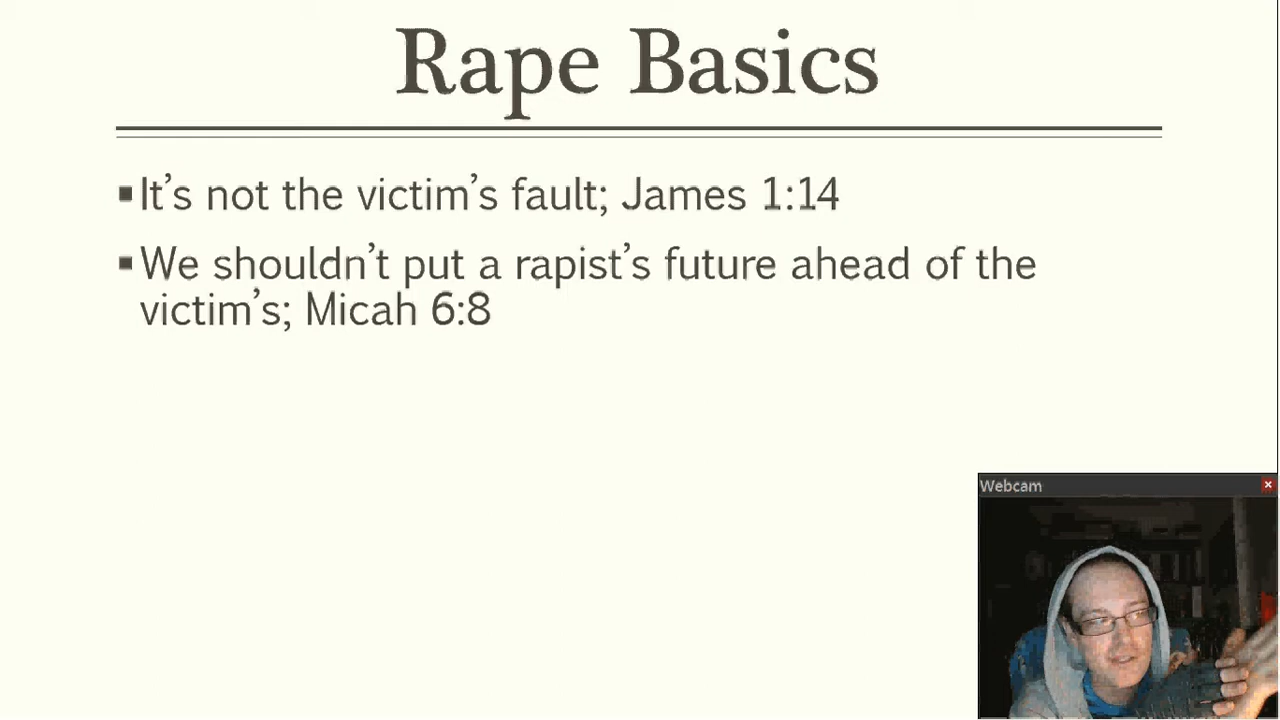 Rape Basics
▪It's not the victim's fault; James 1:14
▪We shouldn't put a rapist's future ahead of the
victim's; Micah 6:8
Webcam